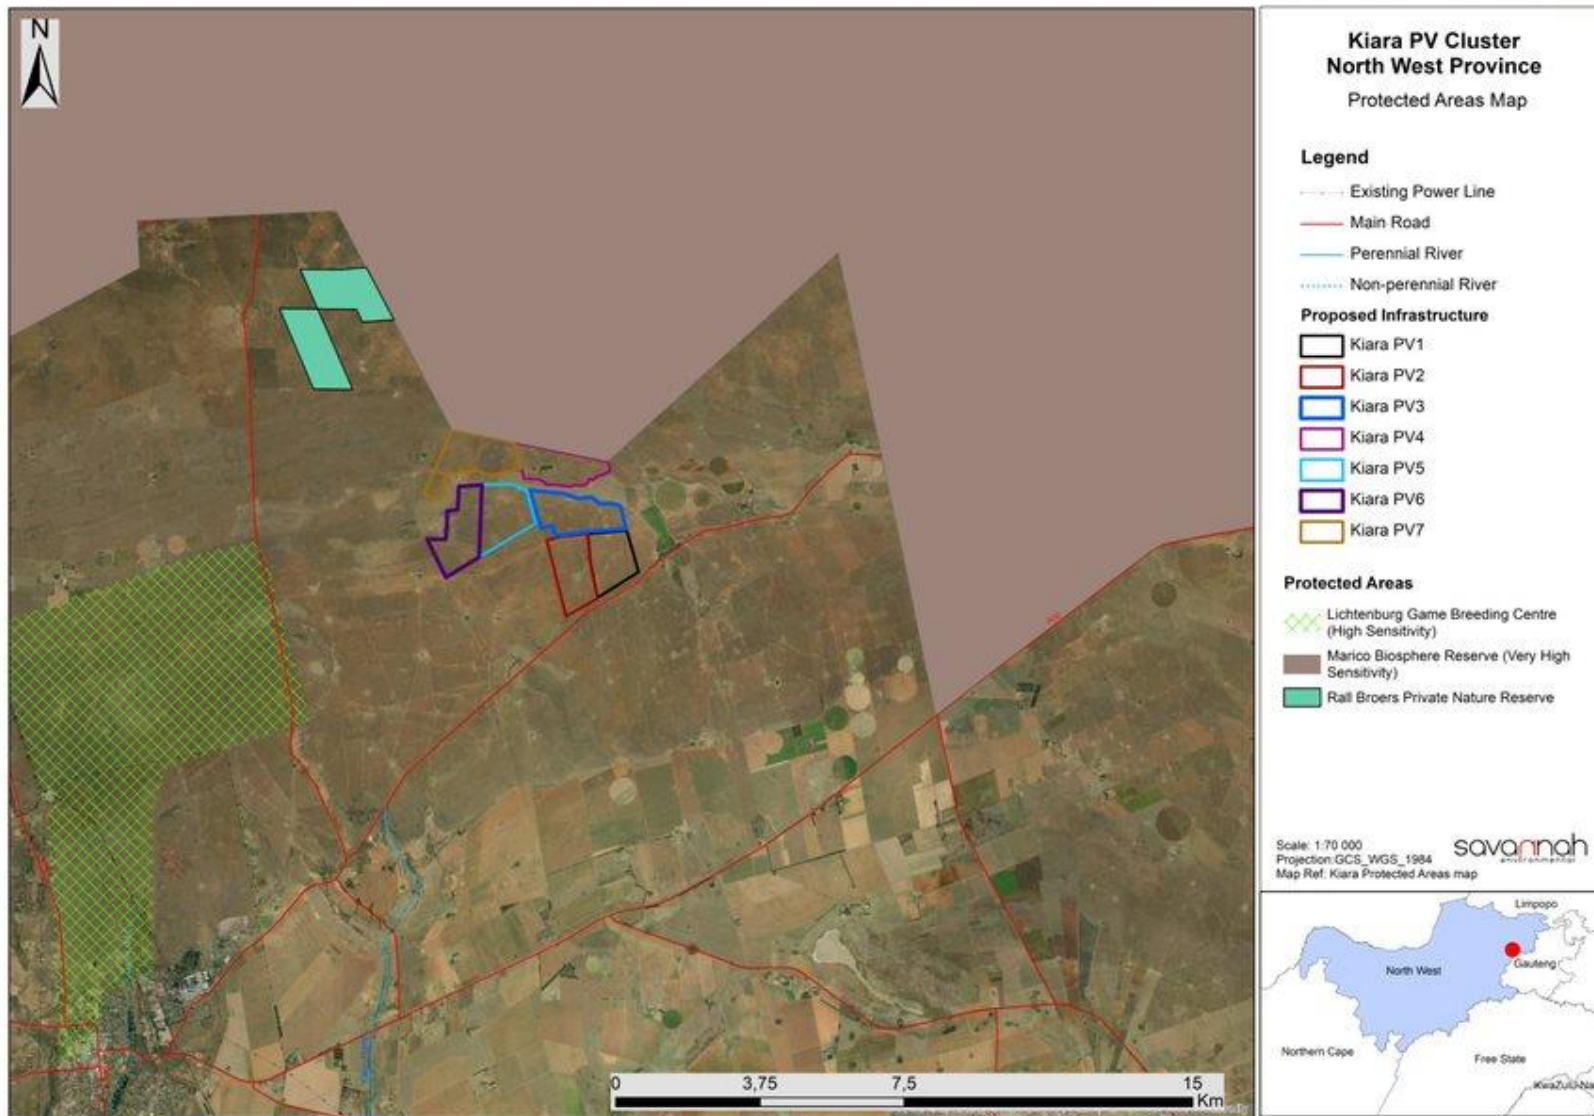 N
Kiara PV Cluster
North West Province
Protected Areas Map
Legend
Existing Power Line
Main Road
Perennial River
Non-perennial River
Proposed Infrastructure
Kiara PV1
Kiara PV2
Kiara PV3
Kiara PV4
Kiara PV5
Kiara PV6
Kiara PV7
Protected Areas
Lichtenburg Game Breeding Centre
(High Sensitivity)
Marico Biosphere Reserve (Very High
Sensitivity)
Rall Broers Private Nature Reserve
Scale: 1:70 000
Projection:GCS_WGS_1984
Map Ref: Kiara Protected Areas map
savannah
environmental
Limpopo
North West
Gauteng
Northern Cape
Free State
KwaZulu-Na
0 3,75 7,5 15
Km